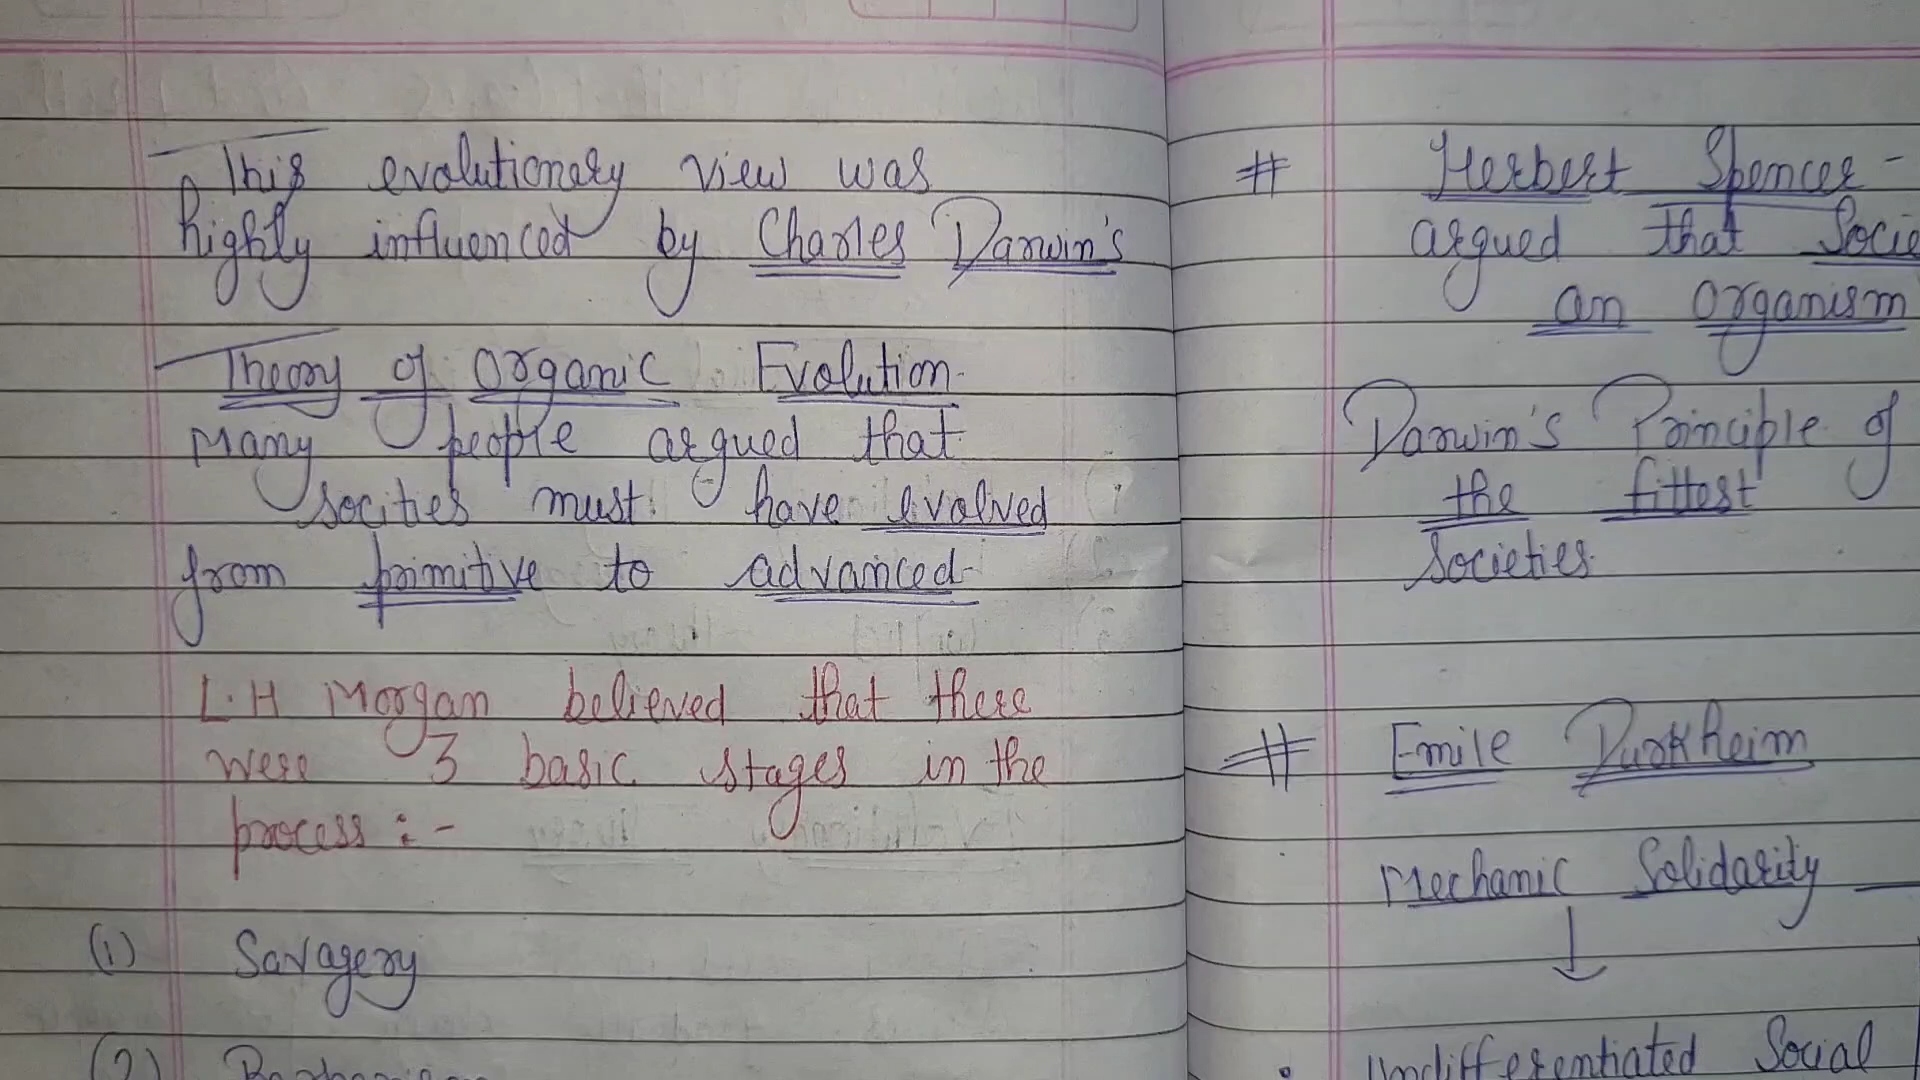 This evolutionary view was
highly influenced by Charles Darwin's
Theory of Organic Evolution.
Many people argued that
socities must have evolved
from primitive to advanced.
L.H Morgan believed that there
were 3 basic stages in the
process :-
(1) Savagery
(2)
# Herbert Spencer -
argued that Socie
an organism
Darwin's Principle of
the fittest
societies.
# Emile Durkheim
Mechanic Solidarity
Undifferentiated Social